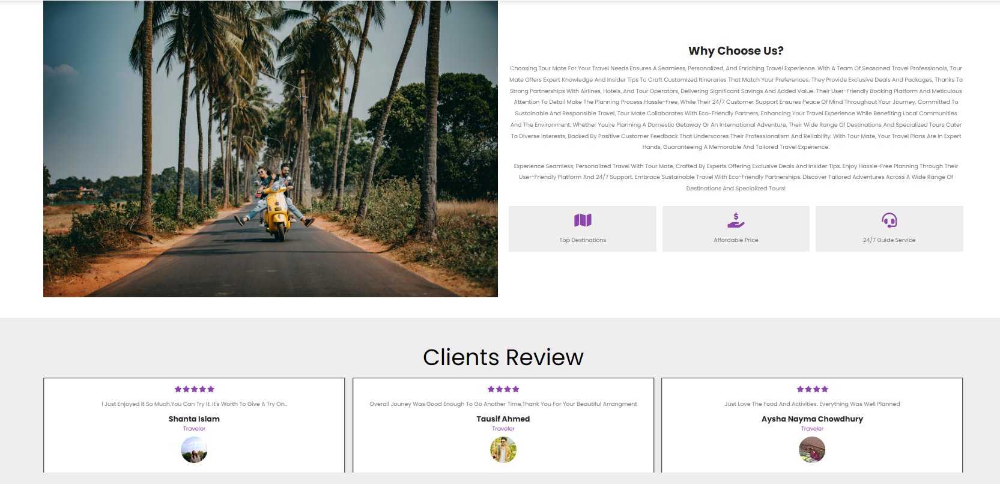 Why Choose Us?
Choosing Tour Mate For Your Travel Needs Ensures A Seamless, Personalized, And Enriching Travel Experience. With A Team Of Seasoned Travel Professionals, Tour
Mate Offers Expert Knowledge And Insider Tips To Craft Customized Itineraries That Match Your Preferences. They Provide Exclusive Deals And Packages, Thanks To
Strong Partnerships With Airlines, Hotels, And Tour Operators, Delivering Significant Savings And Added Value. Their User-Friendly Booking Platform And Meticulous
Attention To Detail Make The Planning Process Hassle-Free, While Their 24/7 Customer Support Ensures Peace Of Mind Throughout Your Journey. Committed To
Sustainable And Responsible Travel, Tour Mate Collaborates With Eco-Friendly Partners, Enhancing Your Travel Experience While Benefiting Local Communities
And The Environment. Whether You're Planning A Domestic Getaway Or An International Adventure, Their Wide Range Of Destinations And Specialized Tours Cater
To Diverse Interests, Backed By Positive Customer Feedback That Underscores Their Professionalism And Reliability. With Tour Mate, Your Travel Plans Are In Expert
Hands, Guaranteeing A Memorable And Tailored Travel Experience.
Experience Seamless, Personalized Travel With Tour Mate, Crafted By Experts Offering Exclusive Deals And Insider Tips. Enjoy Hassle-Free Planning Through Their
User-Friendly Platform And 24/7 Support. Embrace Sustainable Travel With Eco-Friendly Partnerships. Discover Tailored Adventures Across A Wide Range Of
Destinations And Specialized Tours!
Top Destinations
Affordable Price
24/7 Guide Service
Clients Review
I Just Enjoyed It So Much.You Can Try It. It's Worth To Give A Try On..
Shanta Islam
Traveler
Overall Jouney Was Good Enough To Go Another Time.Thank You For Your Beautiful Arrangment
Tausif Ahmed
Traveler
Just Love The Food And Activities. Everything Was Well Planned
Aysha Nayma Chowdhury
Traveler